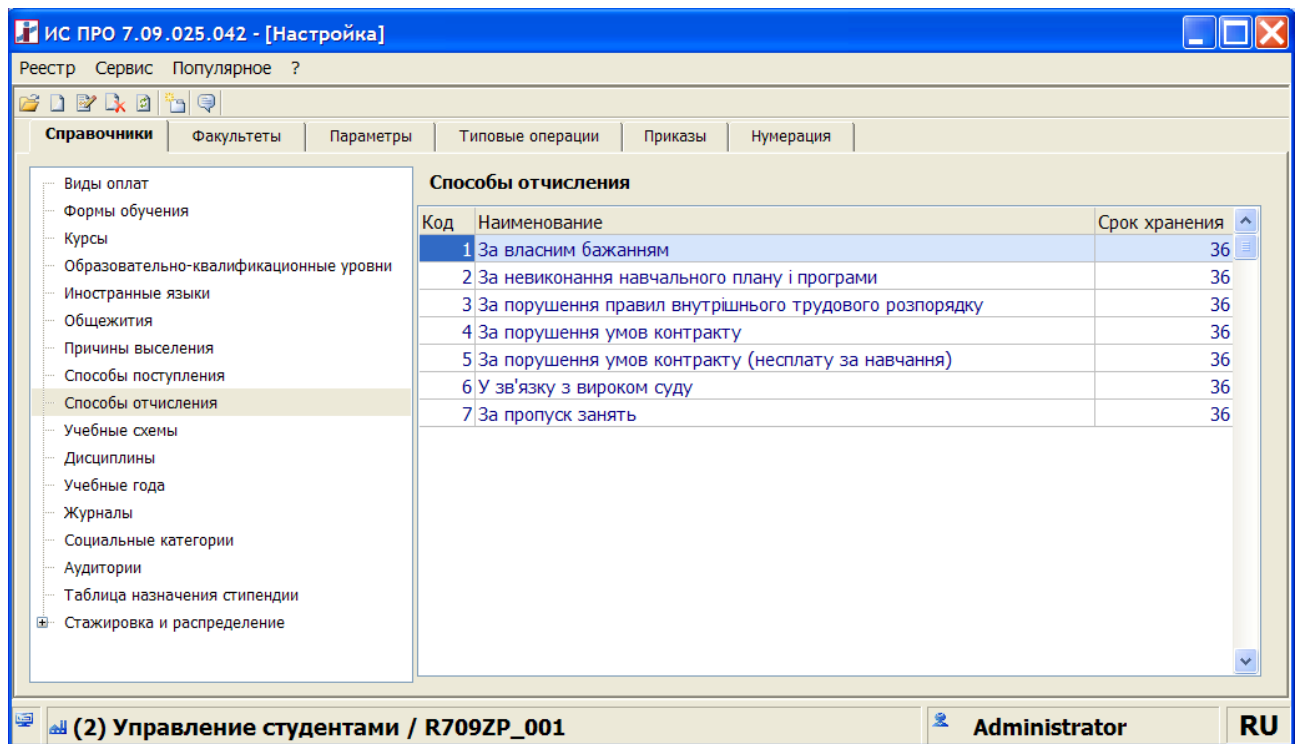 ИС ПРО 7.09.025.042 - [Настройка]
Реестр Сервис Популярное ?
Справочники Факультеты Параметры Типовые операции Приказы Нумерация
Виды оплат
Формы обучения
Курсы
Образовательно-квалификационные уровни
Иностранные языки
Общежития
Причины выселения
Способы поступления
Способы отчисления
Учебные схемы
Дисциплины
Учебные года
Журналы
Социальные категории
Аудитории
Таблица назначения стипендии
Стажировка и распределение
Способы отчисления
Код Наименование Срок хранения
1 За власним бажанням 36
2 За невиконання навчального плану і програми 36
3 За порушення правил внутрішнього трудового розпорядку 36
4 За порушення умов контракту 36
5 За порушення умов контракту (несплату за навчання) 36
6 У зв'язку з вироком суду 36
7 За пропуск занять 36
(2) Управление студентами / R709ZP_001 Administrator RU